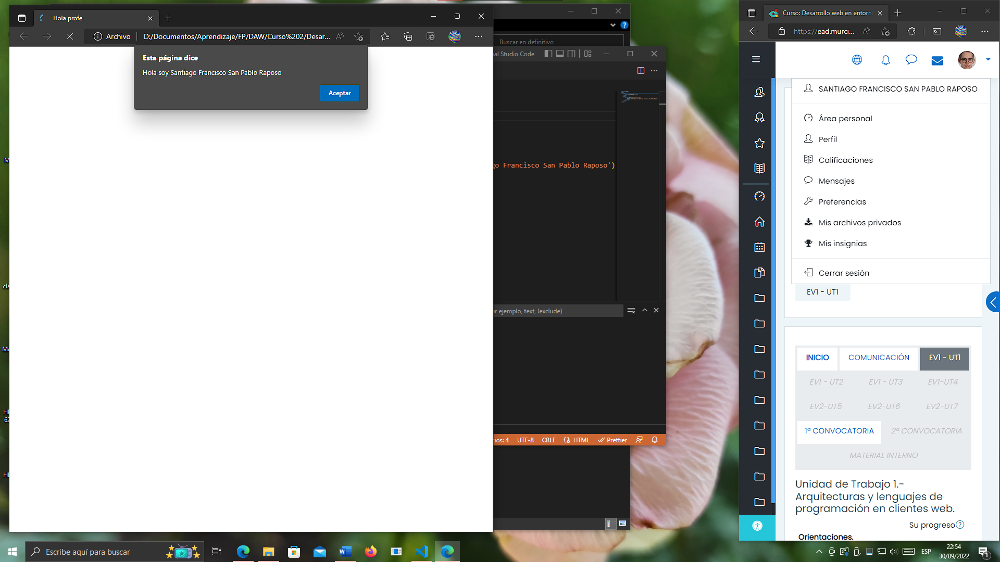 Hola profe
Archivo
D:/Documentos/Aprendizaje/FP/DAW/Curso%202/Desar...
Esta página dice
Hola soy Santiago Francisco San Pablo Raposo
Aceptar
Buscar en definitivo
al Studio Code
go Francisco San Pablo Raposo')
or ejemplo, text, !exclude)
cios: 4 UTF-8 CRLF HTML Prettier
Curso: Desarrollo web en entorn
https://ead.murci...
SANTIAGO FRANCISCO SAN PABLO RAPOSO
Área personal
Perfil
Calificaciones
Mensajes
Preferencias
Mis archivos privados
Mis insignias
Cerrar sesión
EV1 - UT1
INICIO COMUNICACIÓN EV1 - UT1
EV1 - UT2 EV1 - UT3 EV1-UT4
EV2-UT5 EV2-UT6 EV2-UT7
1ª CONVOCATORIA 2ª CONVOCATORIA
MATERIAL INTERNO
Unidad de Trabajo 1.-
Arquitecturas y lenguajes de
programación en clientes web.
Su progreso
Orientaciones.
Escribe aquí para buscar
ESP
22:54
30/09/2022
1